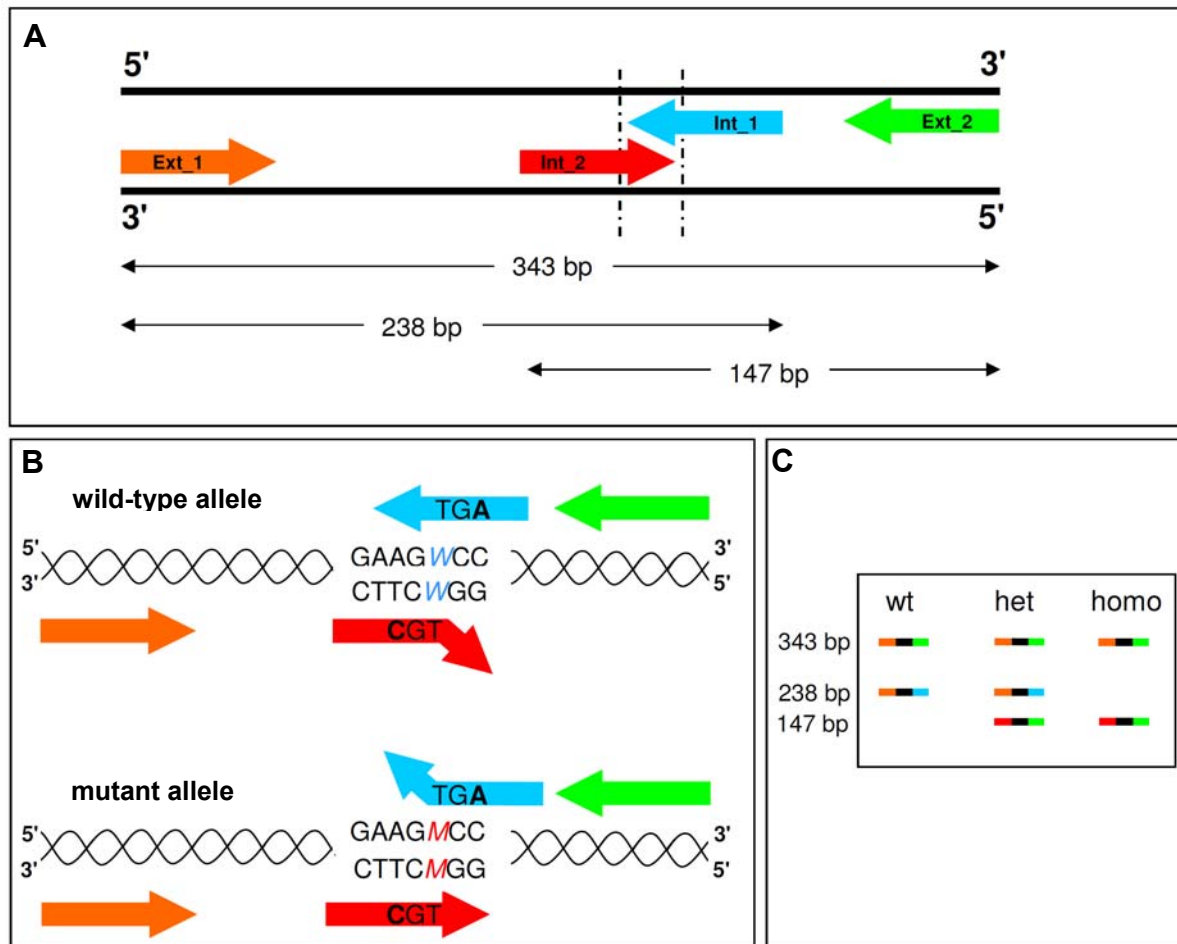 A
5' 3'
Int_1 Ext_2
Ext_1 Int_2
3' 5'
343 bp
238 bp
147 bp
B
wild-type allele
TGA
5' GAAGWCC 3'
3' CTTCWGG 5'
CGT
mutant allele
TGA
5' GAAGMCC 3'
3' CTTCMGG 5'
CGT
C
wt het homo
343 bp
238 bp
147 bp